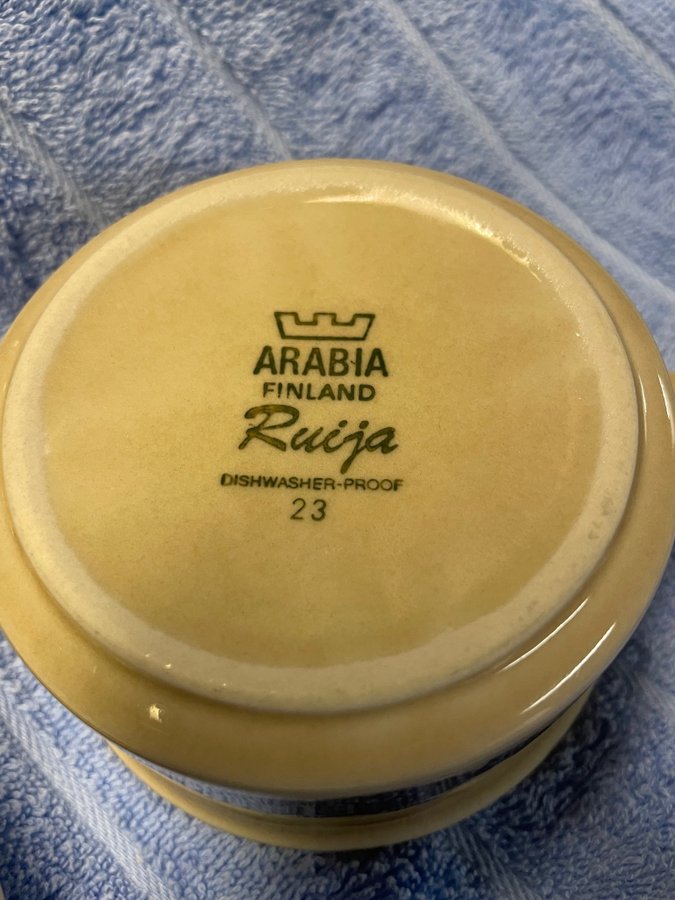 ARABIA
FINLAND
Ruija
DISHWASHER-PROOF
23